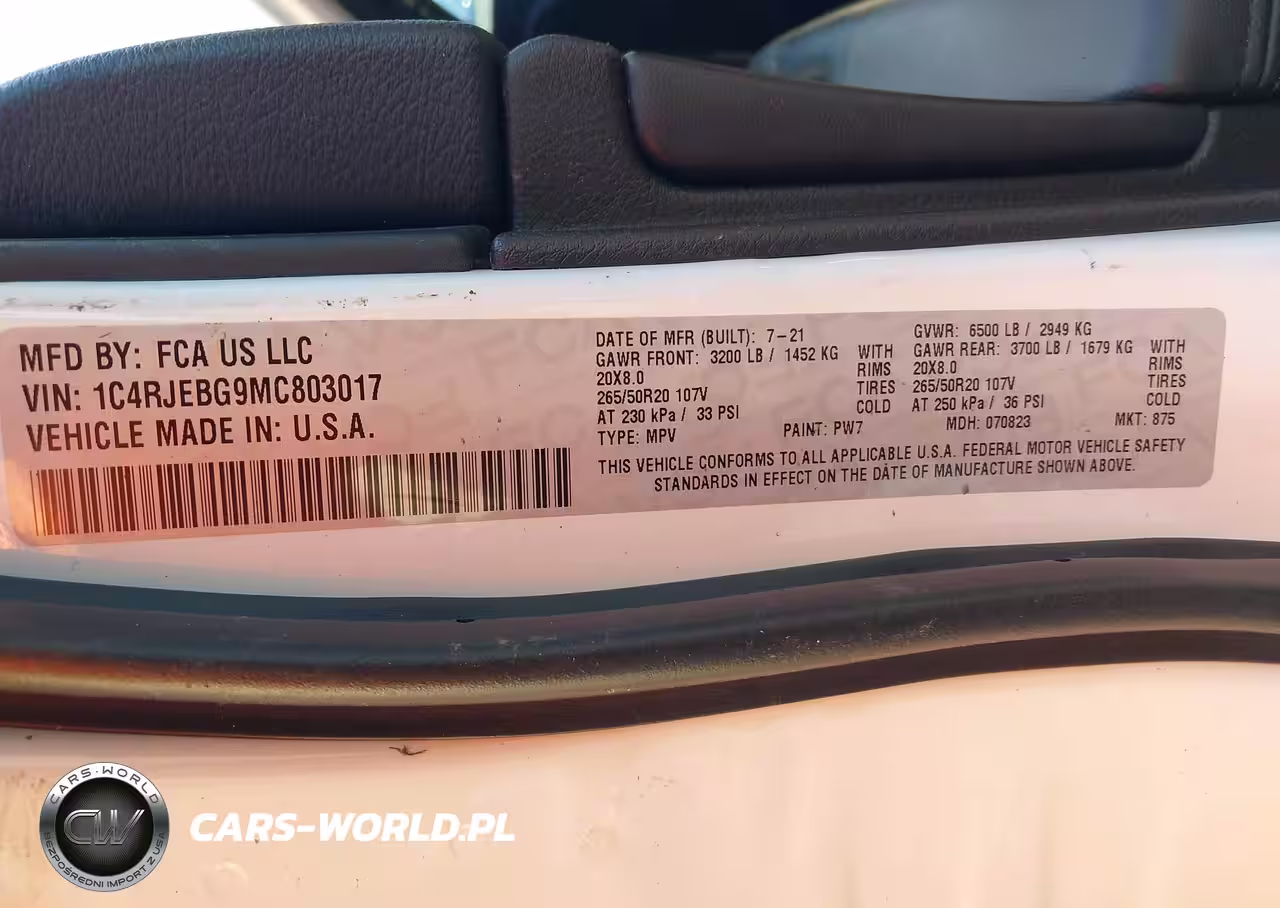 MFD BY: FCA US LLC
VIN: 1C4RJEBG9MC803017
VEHICLE MADE IN: U.S.A.
DATE OF MFR (BUILT): 7-21
GAWR FRONT: 3200 LB / 1452 KG WITH
20X8.0 RIMS
265/50R20 107V TIRES
AT 230 kPa / 33 PSI COLD
TYPE: MPV PAINT: PW7
GVWR: 6500 LB / 2949 KG
GAWR REAR: 3700 LB / 1679 KG WITH
20X8.0 RIMS
265/50R20 107V TIRES
AT 250 kPa / 36 PSI COLD
MDH: 070823 MKT: 875
THIS VEHICLE CONFORMS TO ALL APPLICABLE U.S.A. FEDERAL MOTOR VEHICLE SAFETY
STANDARDS IN EFFECT ON THE DATE OF MANUFACTURE SHOWN ABOVE.
CARS-WORLD
CW
BEZPOŚREDNI IMPORT Z USA
CARS-WORLD.PL